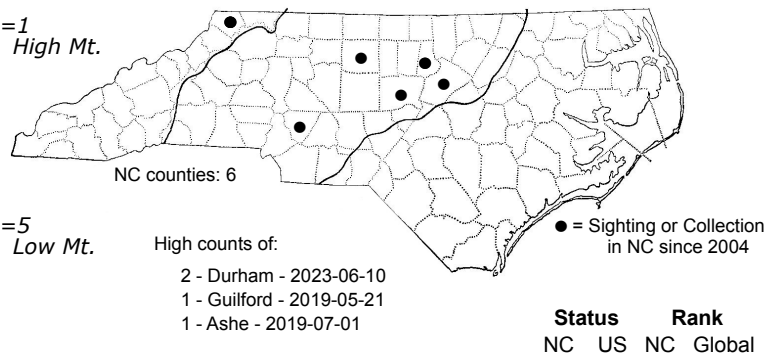 =1
High Mt.
NC counties: 6
=5
Low Mt.
High counts of:
2 - Durham - 2023-06-10
1 - Guilford - 2019-05-21
1 - Ashe - 2019-07-01
● = Sighting or Collection
in NC since 2004
Status Rank
NC US NC Global